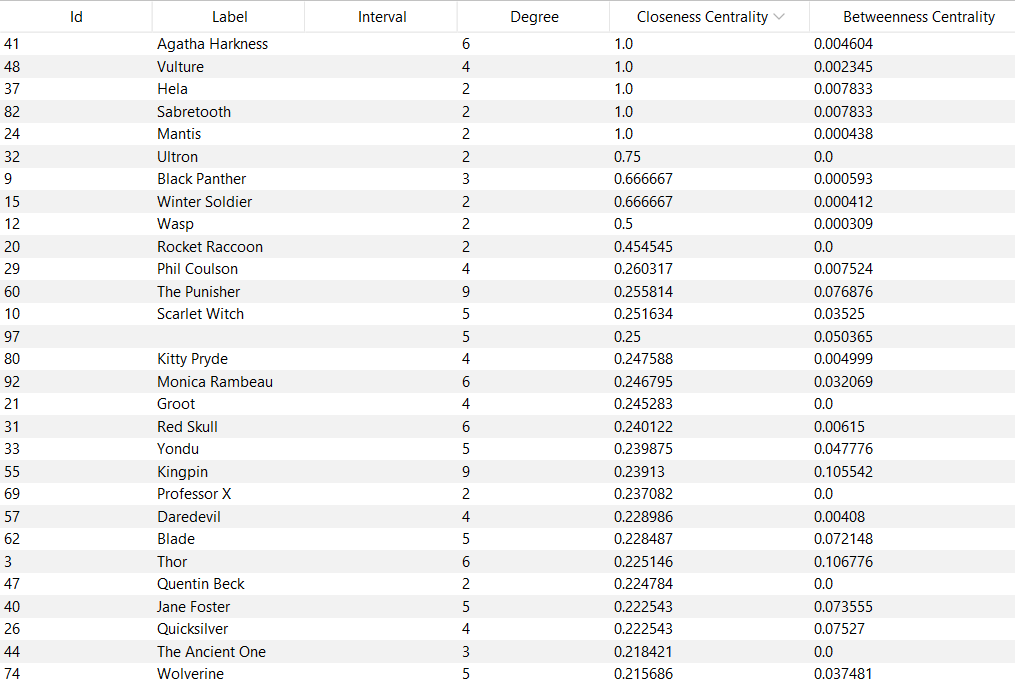 Id Label Interval Degree Closeness Centrality Betweenness Centrality
41 Agatha Harkness 6 1.0 0.004604
48 Vulture 4 1.0 0.002345
37 Hela 2 1.0 0.007833
82 Sabretooth 2 1.0 0.007833
24 Mantis 2 1.0 0.000438
32 Ultron 2 0.75 0.0
9 Black Panther 3 0.666667 0.000593
15 Winter Soldier 2 0.666667 0.000412
12 Wasp 2 0.5 0.000309
20 Rocket Raccoon 2 0.454545 0.0
29 Phil Coulson 4 0.260317 0.007524
60 The Punisher 9 0.255814 0.076876
10 Scarlet Witch 5 0.251634 0.03525
97 5 0.25 0.050365
80 Kitty Pryde 4 0.247588 0.004999
92 Monica Rambeau 6 0.246795 0.032069
21 Groot 4 0.245283 0.0
31 Red Skull 6 0.240122 0.00615
33 Yondu 5 0.239875 0.047776
55 Kingpin 9 0.23913 0.105542
69 Professor X 2 0.237082 0.0
57 Daredevil 4 0.228986 0.00408
62 Blade 5 0.228487 0.072148
3 Thor 6 0.225146 0.106776
47 Quentin Beck 2 0.224784 0.0
40 Jane Foster 5 0.222543 0.073555
26 Quicksilver 4 0.222543 0.07527
44 The Ancient One 3 0.218421 0.0
74 Wolverine 5 0.215686 0.037481